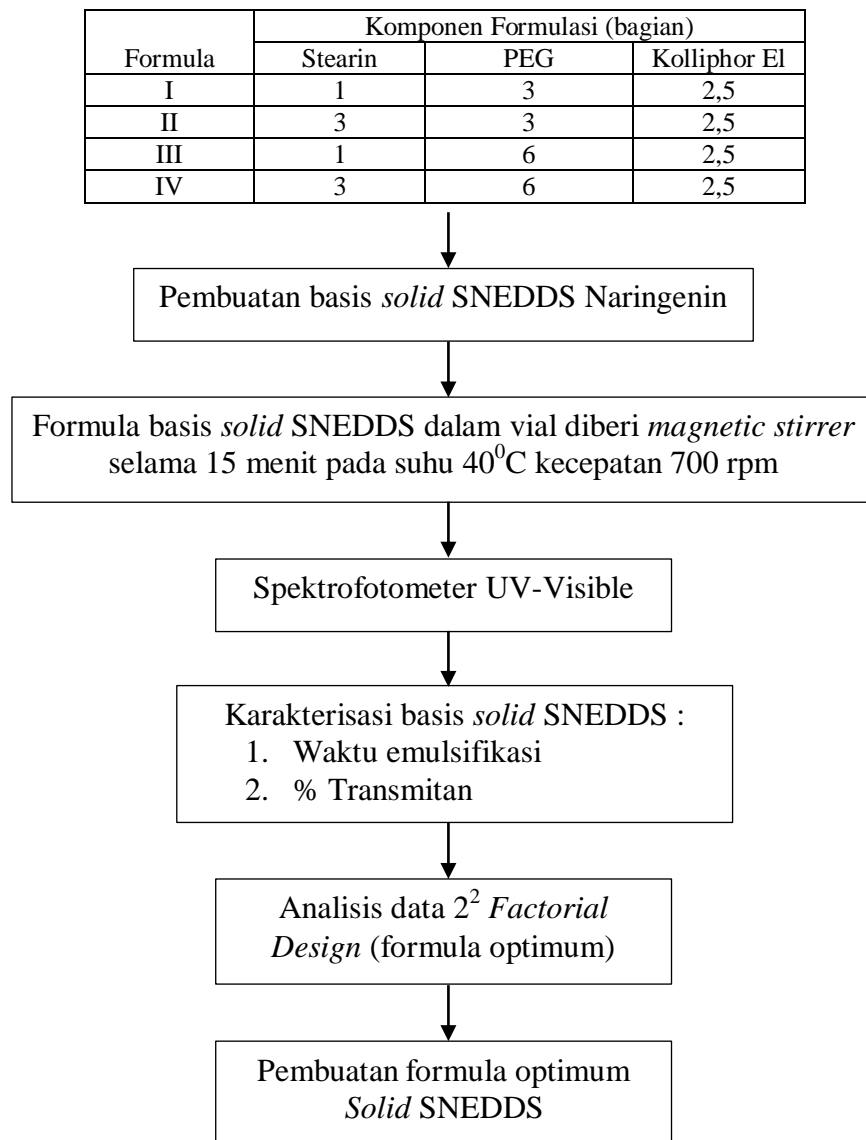 Komponen Formulasi (bagian)
Formula Stearin PEG Kolliphor El
I 1 3 2,5
II 3 3 2,5
III 1 6 2,5
IV 3 6 2,5
Pembuatan basis solid SNEDDS Naringenin
Formula basis solid SNEDDS dalam vial diberi magnetic stirrer
selama 15 menit pada suhu 40⁰C kecepatan 700 rpm
Spektrofotometer UV-Visible
Karakterisasi basis solid SNEDDS :
1. Waktu emulsifikasi
2. % Transmitan
Analisis data 2² Factorial
Design (formula optimum)
Pembuatan formula optimum
Solid SNEDDS